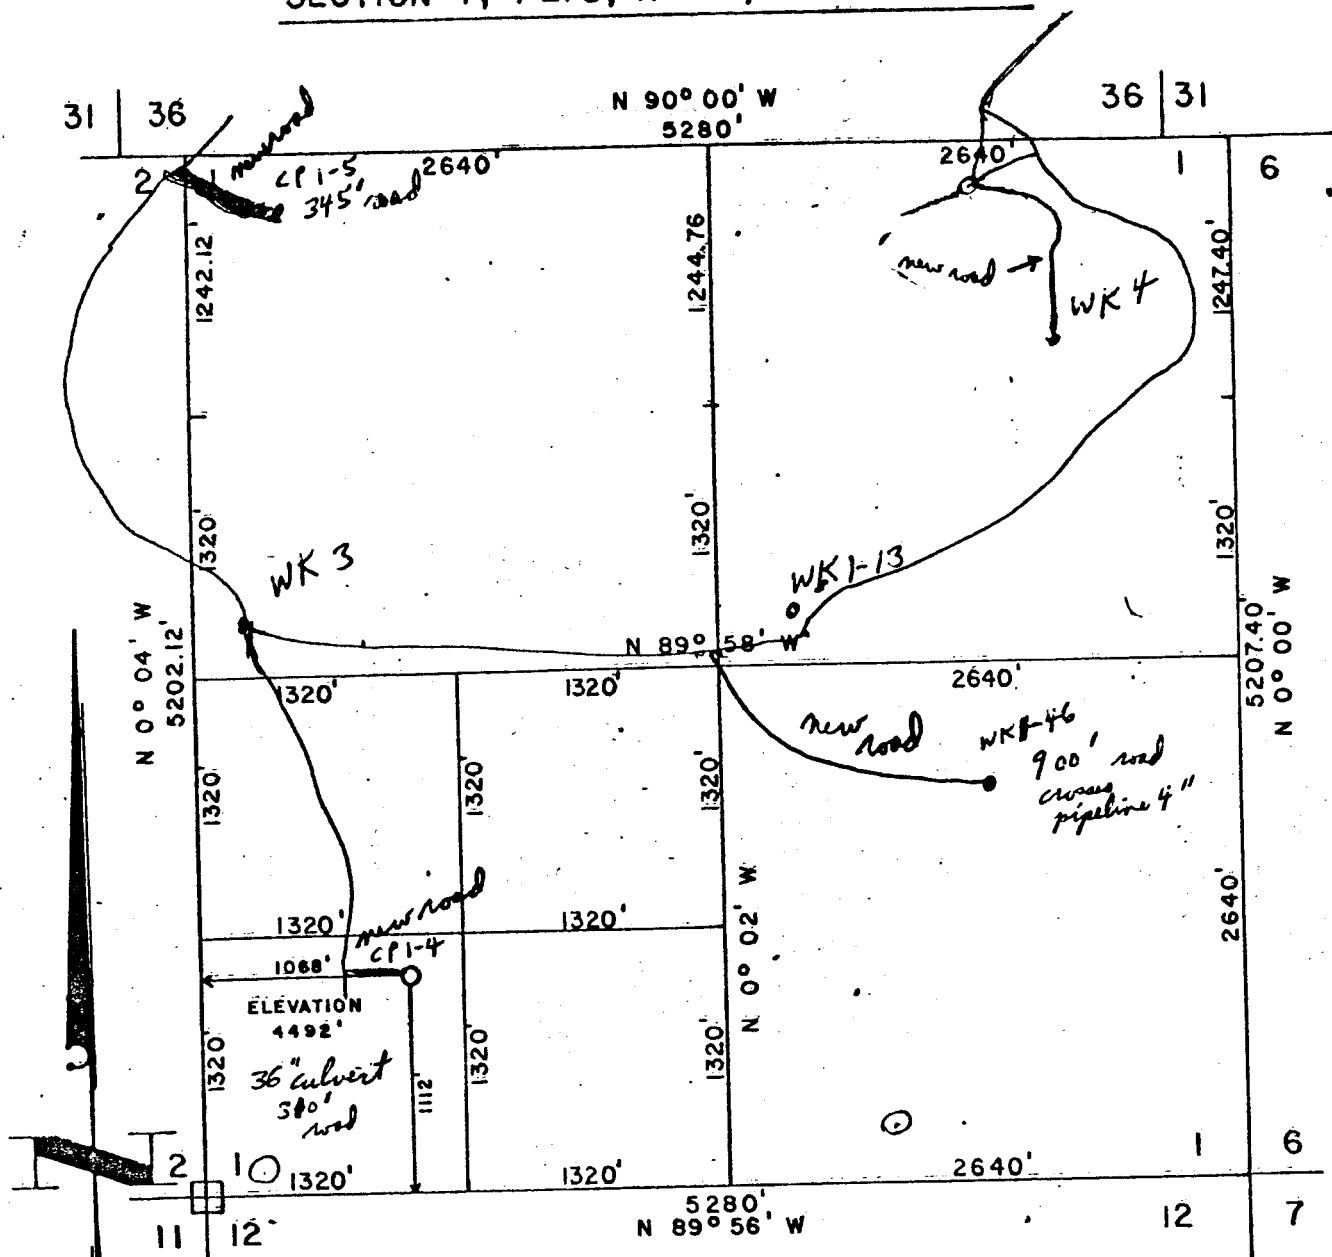 31 | 36
N 90° 00' W
5280'
36 | 31
new road
2 1
CP 1-5
345' road
2640'
2640'
1 6
1242.12
1244.76
1247.40'
new road
WK 4
1320'
1320'
1320'
WK 3
WK 1-13
N 0° 04' W
5202.12'
N 89° 58' W
5207.40'
N 0° 00' W
1320'
1320'
2640'
new road
900' road
crosses
pipeline 4"
1320'
1320'
1320'
new road
1320'
1320'
CP 1-4
1068'
N 0° 02' W
2640'
ELEVATION
4492'
36" culvert
road
1320'
1320'
1112'
1320'
2 1
1320'
1320'
2640'
1 6
5280'
N 89° 56' W
11 12
12 7